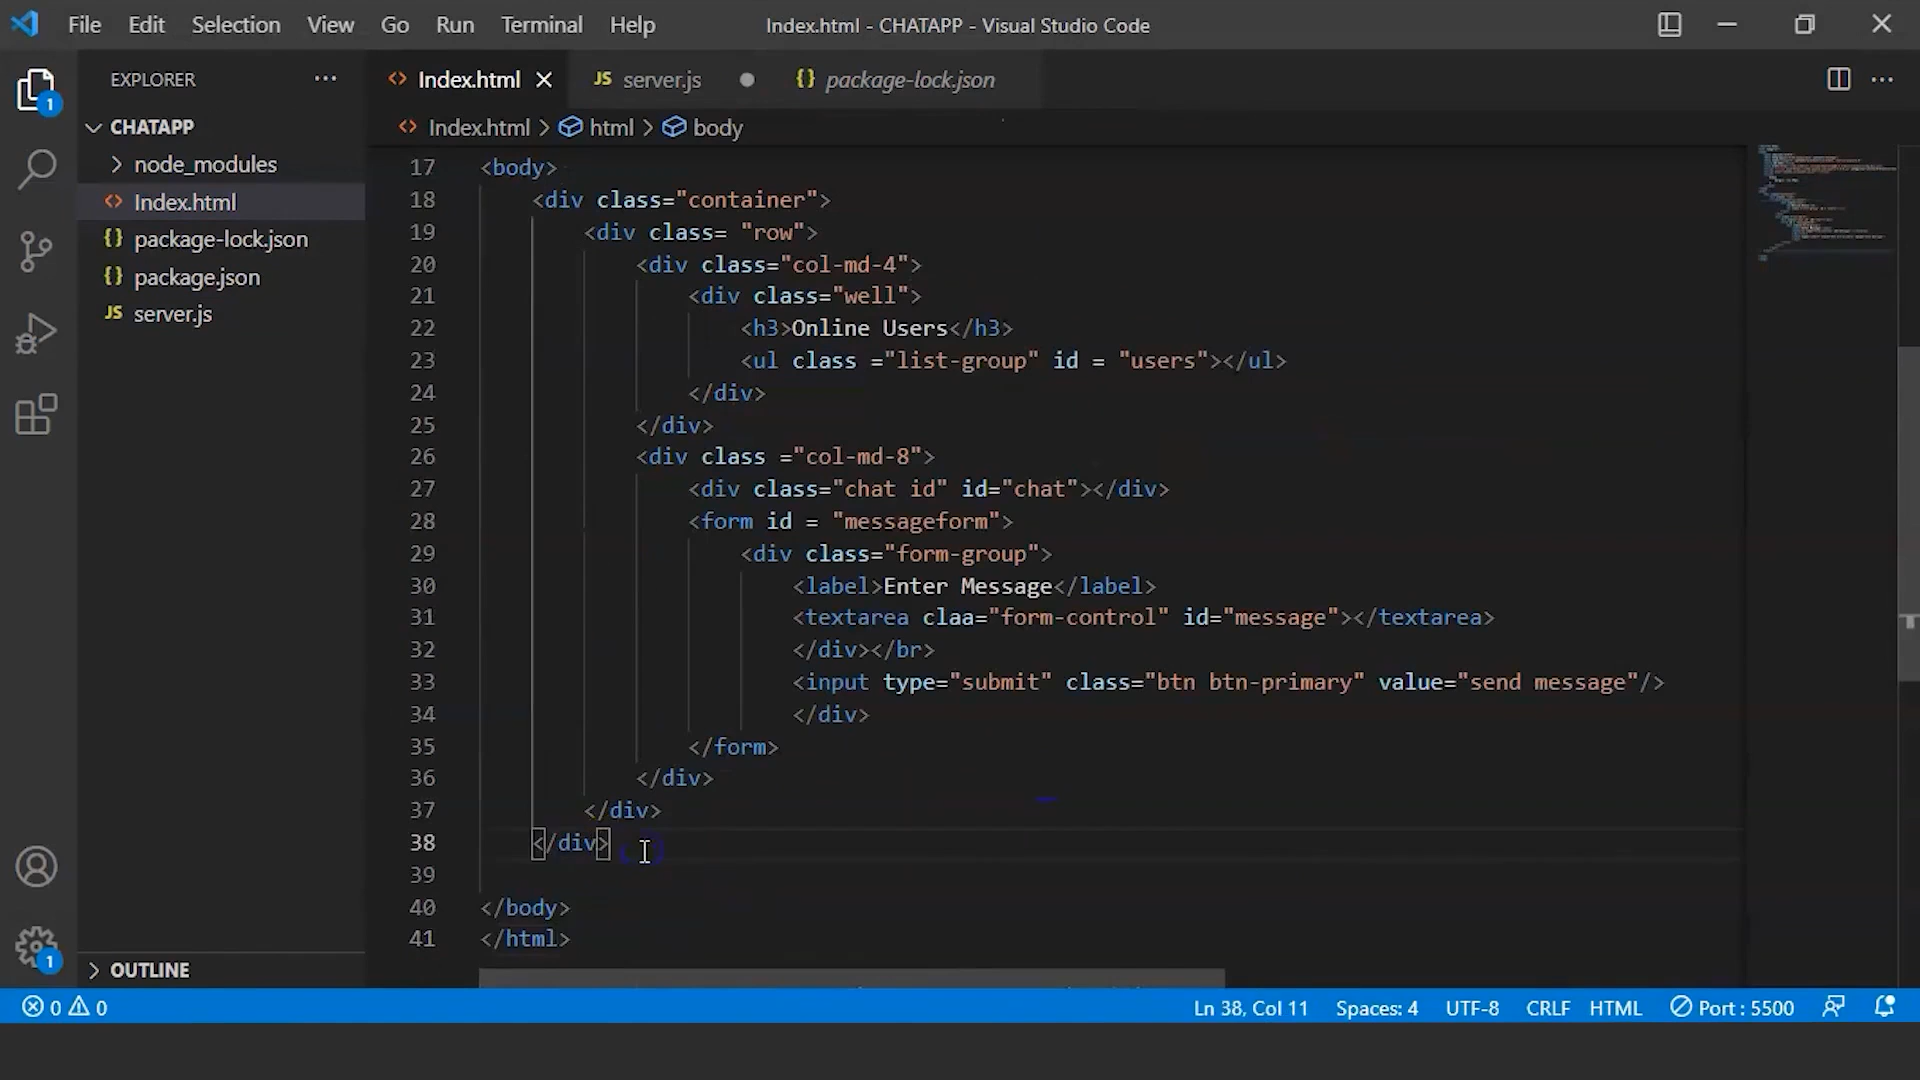 File Edit Selection View Go Run Terminal Help Index.html - CHATAPP - Visual Studio Code
EXPLORER
1
CHATAPP
node_modules
Index.html
package-lock.json
package.json
JS server.js
OUTLINE
1
Index.html JS server.js package-lock.json
Index.html > html > body
17 <body>
18 <div class="container">
19 <div class= "row">
20 <div class="col-md-4">
21 <div class="well">
22 <h3>Online Users</h3>
23 <ul class ="list-group" id = "users"></ul>
24 </div>
25 </div>
26 <div class ="col-md-8">
27 <div class="chat id" id="chat"></div>
28 <form id = "messageform">
29 <div class="form-group">
30 <label>Enter Message</label>
31 <textarea claa="form-control" id="message"></textarea>
32 </div></br>
33 <input type="submit" class="btn btn-primary" value="send message"/>
34 </div>
35 </form>
36 </div>
37 </div>
38 </div>
39
40 </body>
41 </html>
0 0 Ln 38, Col 11 Spaces: 4 UTF-8 CRLF HTML Port : 5500